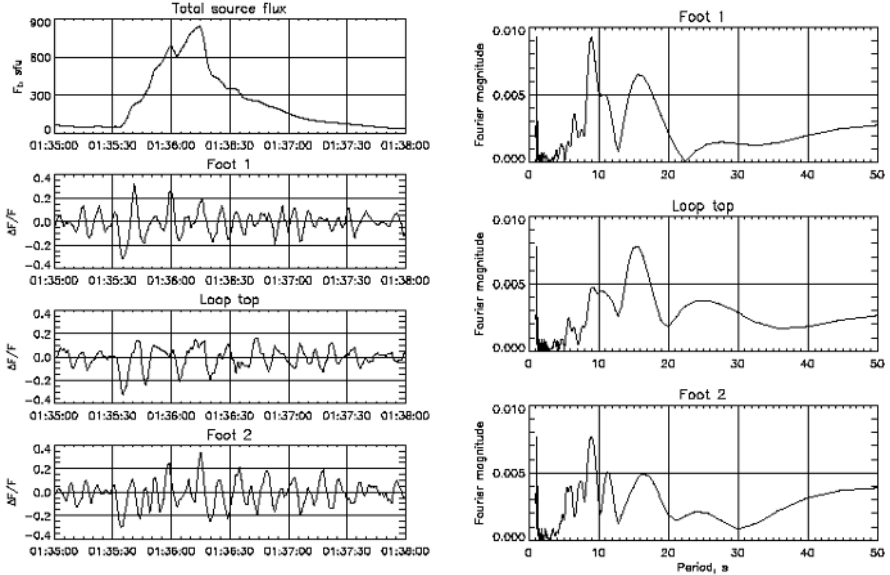 Total source flux
900
600
300
0
F_b, sfu
01:35:00 01:35:30 01:36:00 01:36:30 01:37:00 01:37:30 01:38:00
Foot 1
0.4
0.2
0.0
-0.2
-0.4
ΔF/F
01:35:00 01:35:30 01:36:00 01:36:30 01:37:00 01:37:30 01:38:00
Loop top
0.4
0.2
0.0
-0.2
-0.4
ΔF/F
01:35:00 01:35:30 01:36:00 01:36:30 01:37:00 01:37:30 01:38:00
Foot 2
0.4
0.2
0.0
-0.2
-0.4
ΔF/F
01:35:00 01:35:30 01:36:00 01:36:30 01:37:00 01:37:30 01:38:00
Foot 1
0.010
0.005
0.000
Fourier magnitude
0 10 20 30 40 50
Loop top
0.010
0.005
0.000
Fourier magnitude
0 10 20 30 40 50
Foot 2
0.010
0.005
0.000
Fourier magnitude
0 10 20 30 40 50
Period, s